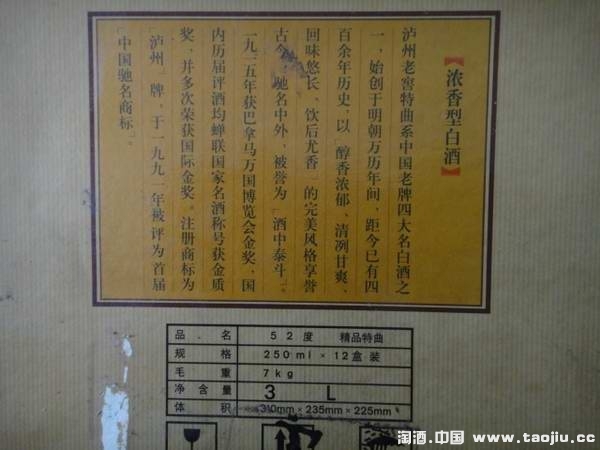 【浓香型白酒】
泸州老窖特曲系中国老牌四大名白酒之
一，始创于明朝万历年间，距今已有四
百余年历史，以「醇香浓郁、清洌甘爽、
回味悠长、饮后尤香」的完美风格享誉
古今，驰名中外，被誉为「酒中泰斗」。
一九一五年获巴拿马万国博览会金奖，国
内历届评酒均蝉联国家名酒称号获金质
奖，并多次荣获国际金奖。注册商标为
「泸州」牌，于一九九一年被评为首届
「中国驰名商标」。
品.名 52度 精品特曲
规格 250ml×12盒装
毛重 7kg
净含量 3 L
体积 310mm×235mm×225mm
淘酒.中国 www.taojiu.cc